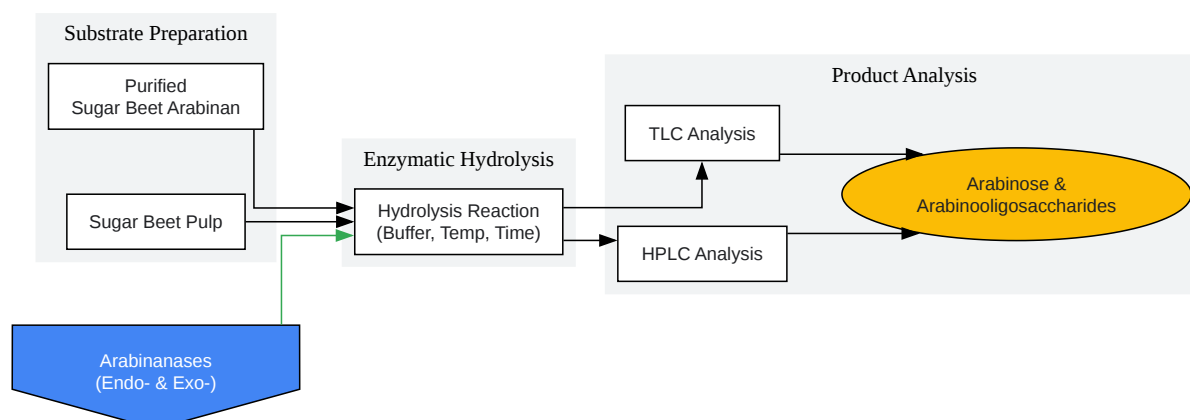 Substrate Preparation
Purified
Sugar Beet Arabinan
Sugar Beet Pulp
Arabinanases
(Endo- & Exo-)
Enzymatic Hydrolysis
Hydrolysis Reaction
(Buffer, Temp, Time)
Product Analysis
TLC Analysis
HPLC Analysis
Arabinose &
Arabinooligosaccharides